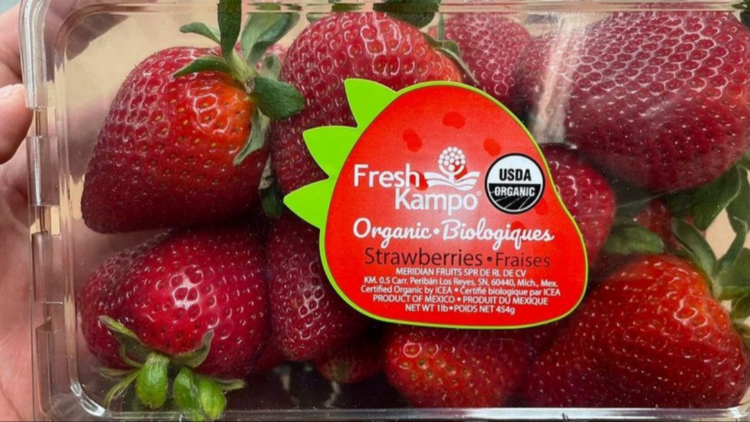 Fresh
Kampo®
USDA
ORGANIC
Organic • Biologiques
Strawberries • Fraises
MERIDIAN FRUITS SPR DE RL DE CV
KM. 0.5 Carr. Peribán Los Reyes, SN, 60440, Mich., Mex.
Certified Organic by ICEA • Certifié biologique par ICEA
PRODUCT OF MEXICO • PRODUIT DU MEXIQUE
NET WT 1lb • POIDS NET 454g